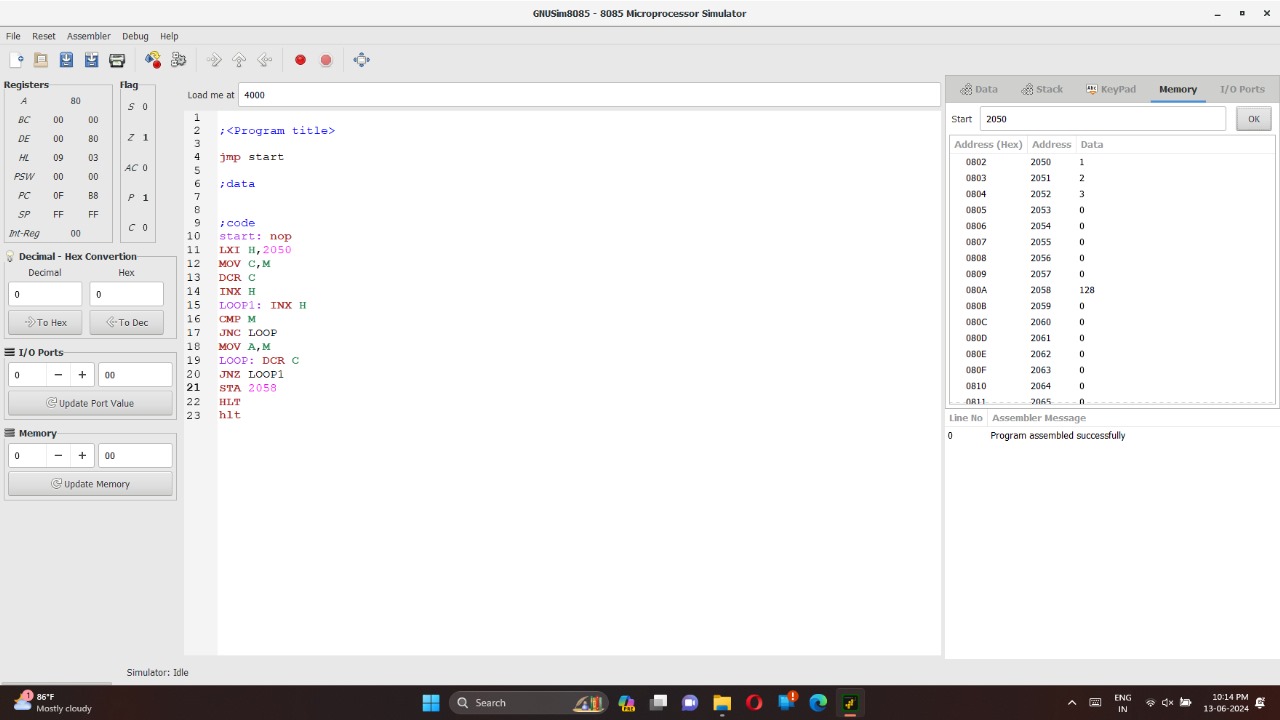 GNUSim8085 - 8085 Microprocessor Simulator
File Reset Assembler Debug Help
Registers
A 80
BC 00 00
DE 00 80
HL 09 03
PSW 00 00
PC 0F B8
SP FF FF
Int-Reg 00
Flag
S 0
Z 1
AC 0
P 1
C 0
Decimal - Hex Convertion
Decimal Hex
0 0
To Hex To Dec
I/O Ports
0 − + 00
Update Port Value
Memory
0 − + 00
Update Memory
Load me at 4000
1
2 ;<Program title>
3
4 jmp start
5
6 ;data
7
8
9 ;code
10 start: nop
11 LXI H,2050
12 MOV C,M
13 DCR C
14 INX H
15 LOOP1: INX H
16 CMP M
17 JNC LOOP
18 MOV A,M
19 LOOP: DCR C
20 JNZ LOOP1
21 STA 2058
22 HLT
23 hlt
Data Stack KeyPad Memory I/O Ports
Start 2050 OK
Address (Hex) Address Data
0802 2050 1
0803 2051 2
0804 2052 3
0805 2053 0
0806 2054 0
0807 2055 0
0808 2056 0
0809 2057 0
080A 2058 128
080B 2059 0
080C 2060 0
080D 2061 0
080E 2062 0
080F 2063 0
0810 2064 0
0811 2065 0
Line No Assembler Message
0 Program assembled successfully
Simulator: Idle
1
86°F
Mostly cloudy
Search
ENG
IN
10:14 PM
13-06-2024